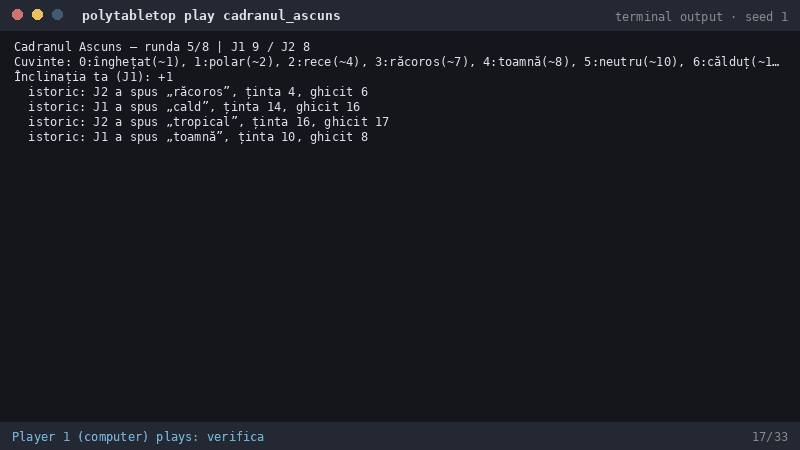 polytabletop play cadranul_ascuns
terminal output · seed 1
Cadranul Ascuns — runda 5/8 | J1 9 / J2 8
Cuvinte: 0:înghețat(~1), 1:polar(~2), 2:rece(~4), 3:răcoros(~7), 4:toamnă(~8), 5:neutru(~10), 6:călduț(~1…
Înclinația ta (J1): +1
istoric: J2 a spus „răcoros”, ținta 4, ghicit 6
istoric: J1 a spus „cald”, ținta 14, ghicit 16
istoric: J2 a spus „tropical”, ținta 16, ghicit 17
istoric: J1 a spus „toamnă”, ținta 10, ghicit 8
Player 1 (computer) plays: verifica
17/33